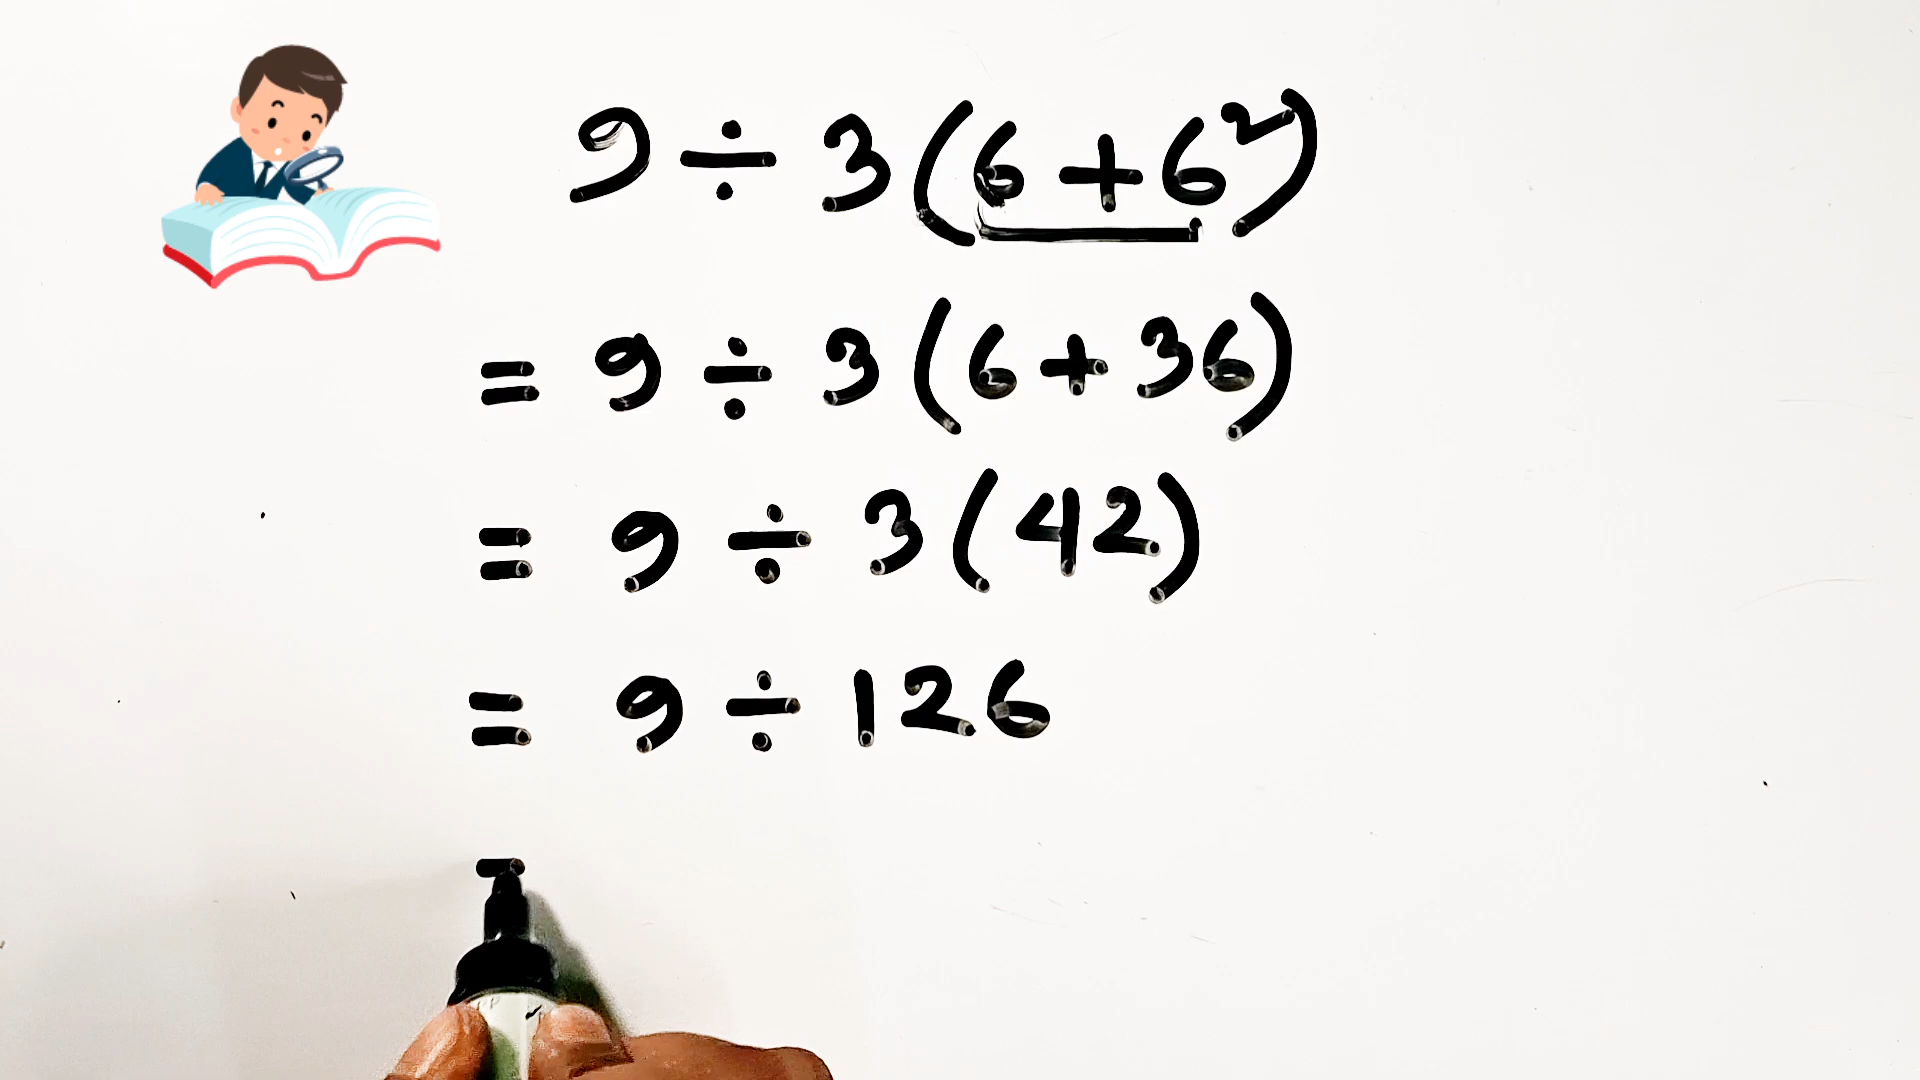 9 ÷ 3 (6 + 6²)
= 9 ÷ 3 (6 + 36)
= 9 ÷ 3 (42)
= 9 ÷ 126
-